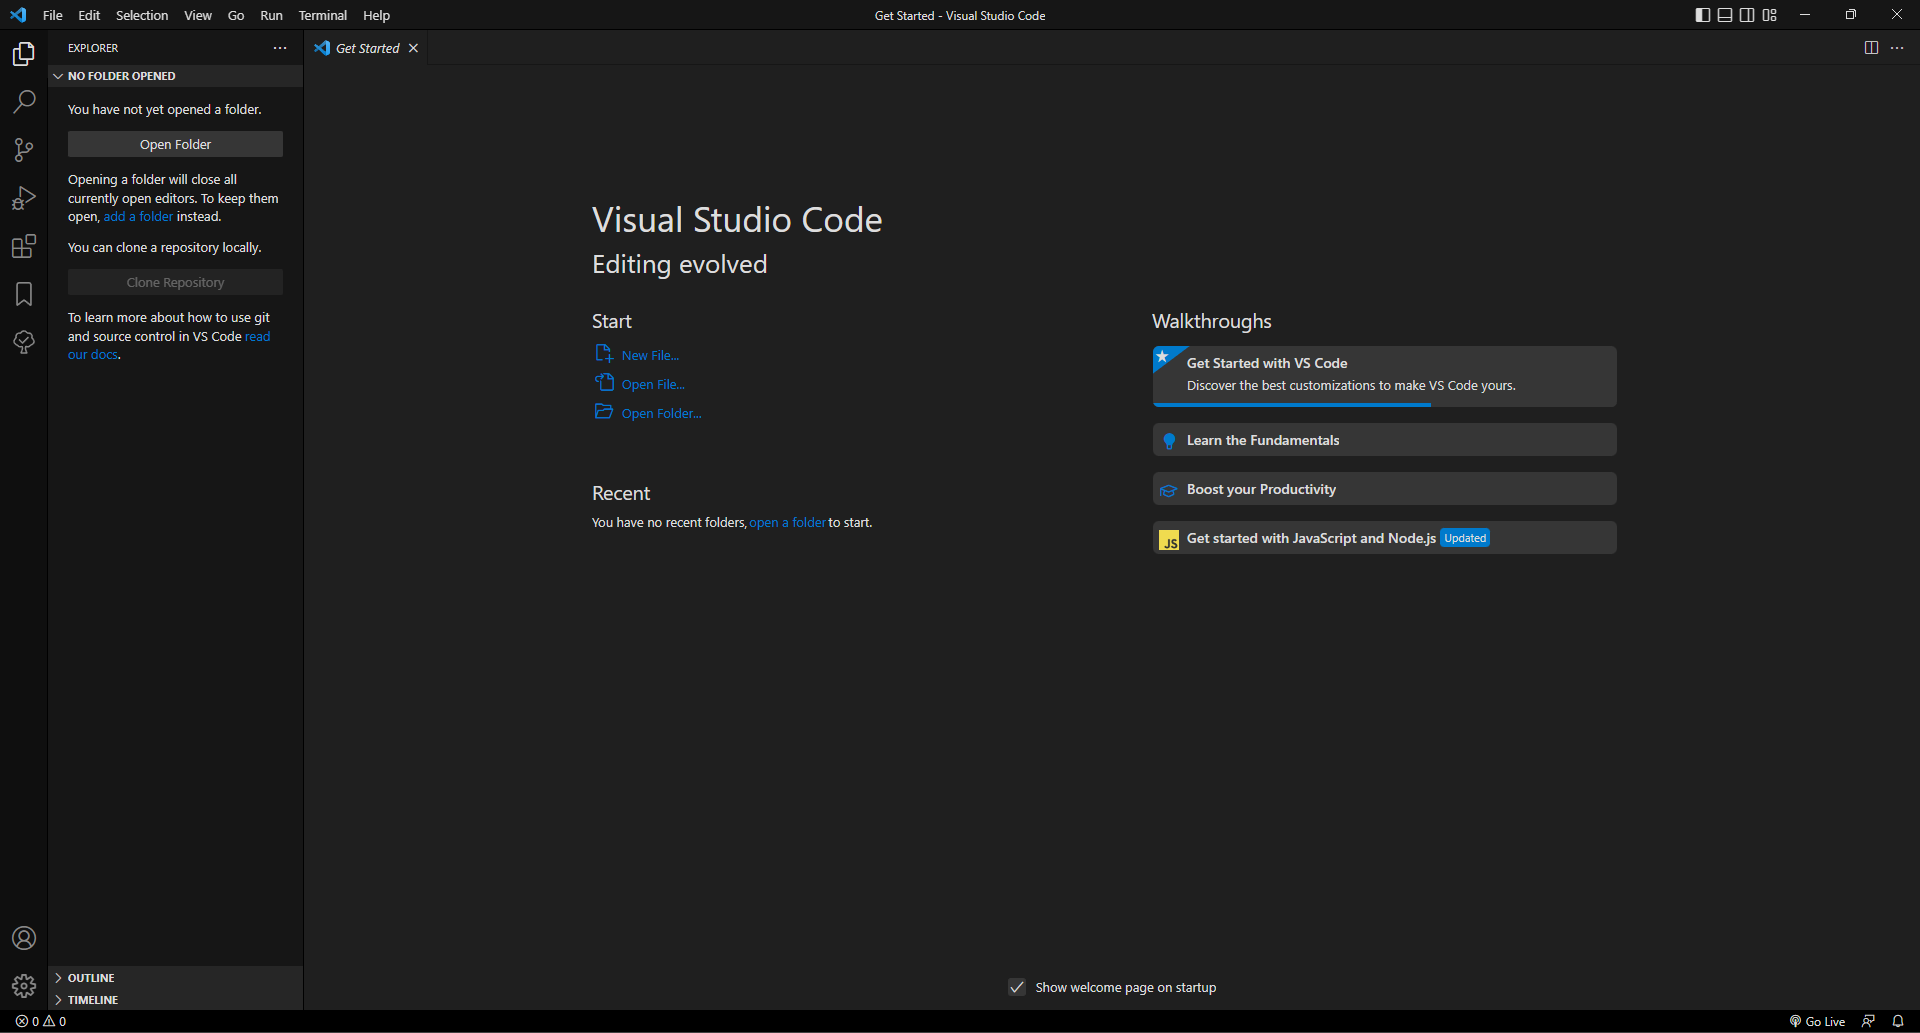 File Edit Selection View Go Run Terminal Help
Get Started - Visual Studio Code
EXPLORER
Get Started
NO FOLDER OPENED
You have not yet opened a folder.
Open Folder
Opening a folder will close all
currently open editors. To keep them
open, add a folder instead.
You can clone a repository locally.
Clone Repository
To learn more about how to use git
and source control in VS Code read
our docs.
Visual Studio Code
Editing evolved
Start
New File...
Open File...
Open Folder...
Recent
You have no recent folders, open a folder to start.
Walkthroughs
Get Started with VS Code
Discover the best customizations to make VS Code yours.
Learn the Fundamentals
Boost your Productivity
JS Get started with JavaScript and Node.js Updated
Show welcome page on startup
OUTLINE
TIMELINE
0 0
Go Live